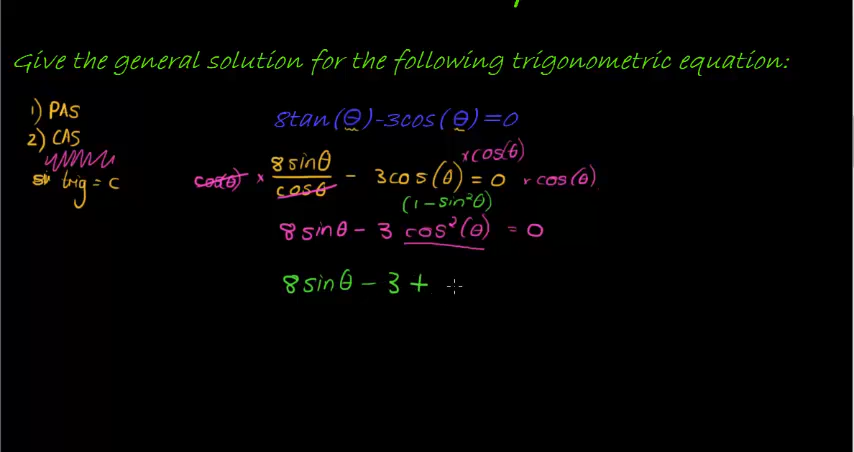 Give the general solution for the following trigonometric equation:
1) PAS
2) CAS
trig = c
8tan(θ)-3cos(θ)=0
×cos(θ)
cos(θ) × 8sinθ/cosθ - 3cos(θ) = 0 × cos(θ)
(1-sin²θ)
8sinθ - 3 cos²(θ) = 0
8sinθ - 3 +